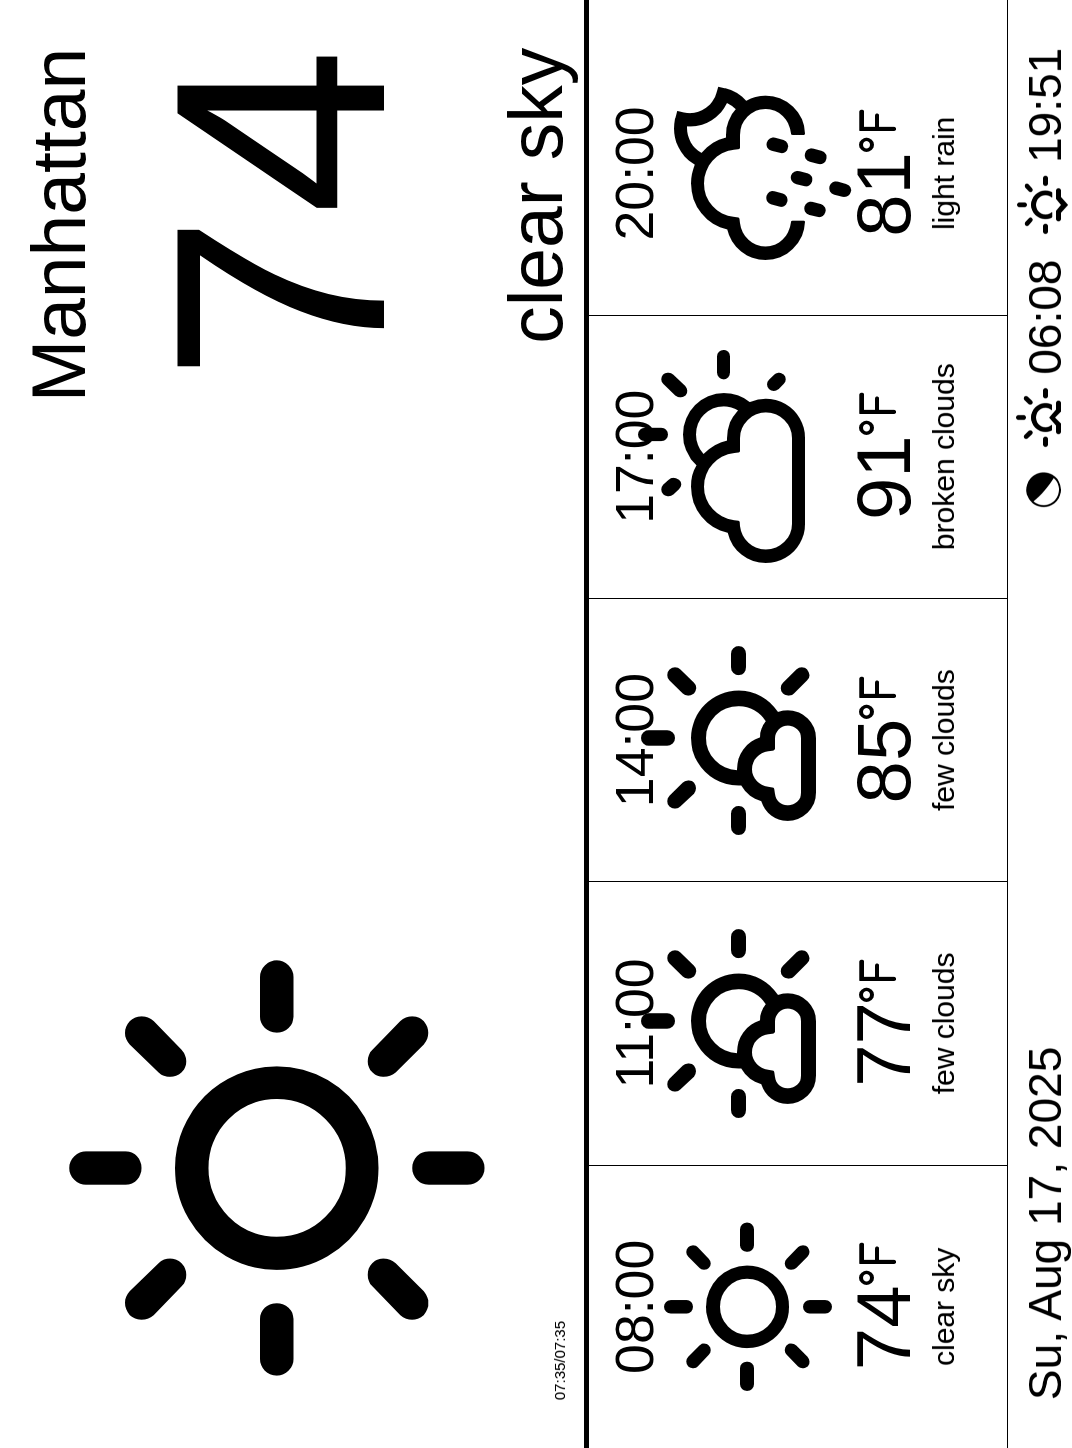 Manhattan
74
clear sky
07:35/07:35
08:00
74°F
clear sky
11:00
77°F
few clouds
14:00
85°F
few clouds
17:00
91°F
broken clouds
20:00
81°F
light rain
Su, Aug 17, 2025
06:08
19:51